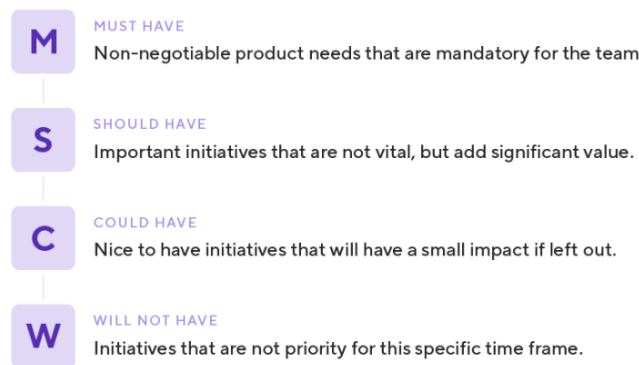 M
MUST HAVE
Non-negotiable product needs that are mandatory for the team
S
SHOULD HAVE
Important initiatives that are not vital, but add significant value.
C
COULD HAVE
Nice to have initiatives that will have a small impact if left out.
W
WILL NOT HAVE
Initiatives that are not priority for this specific time frame.